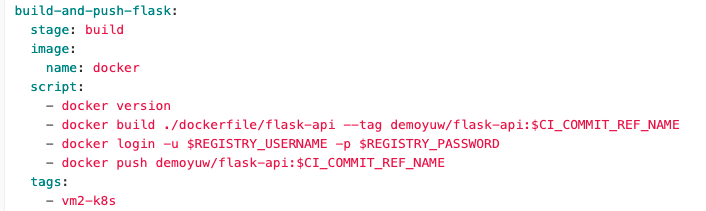 build-and-push-flask:
  stage: build
  image:
    name: docker
  script:
    - docker version
    - docker build ./dockerfile/flask-api --tag demoyuw/flask-api:$CI_COMMIT_REF_NAME
    - docker login -u $REGISTRY_USERNAME -p $REGISTRY_PASSWORD
    - docker push demoyuw/flask-api:$CI_COMMIT_REF_NAME
  tags:
    - vm2-k8s